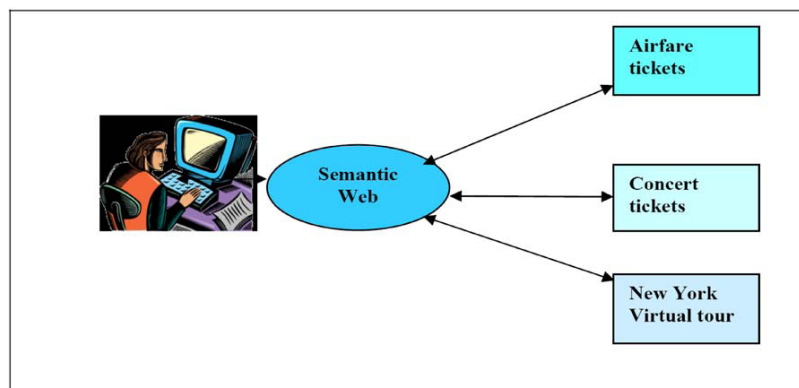 Airfare
tickets
Semantic
Web
Concert
tickets
New York
Virtual tour